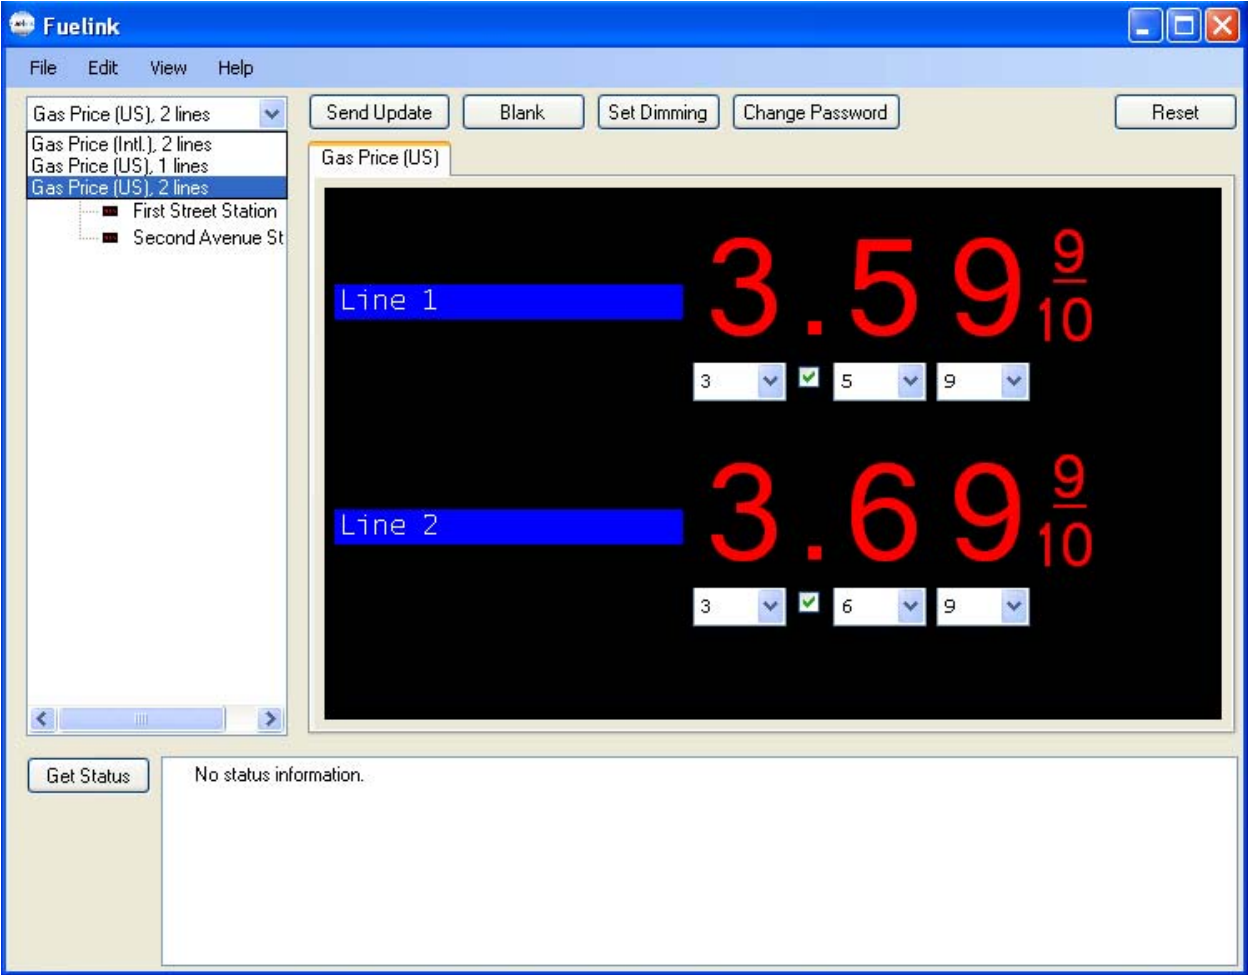 Fuelink
File Edit View Help
Gas Price (US), 2 lines
Send Update Blank Set Dimming Change Password Reset
Gas Price (Intl.), 2 lines
Gas Price (US), 1 lines
Gas Price (US), 2 lines
First Street Station
Second Avenue St
Gas Price (US)
Line 1
3.59 9/10
3 5 9
Line 2
3.69 9/10
3 6 9
Get Status
No status information.